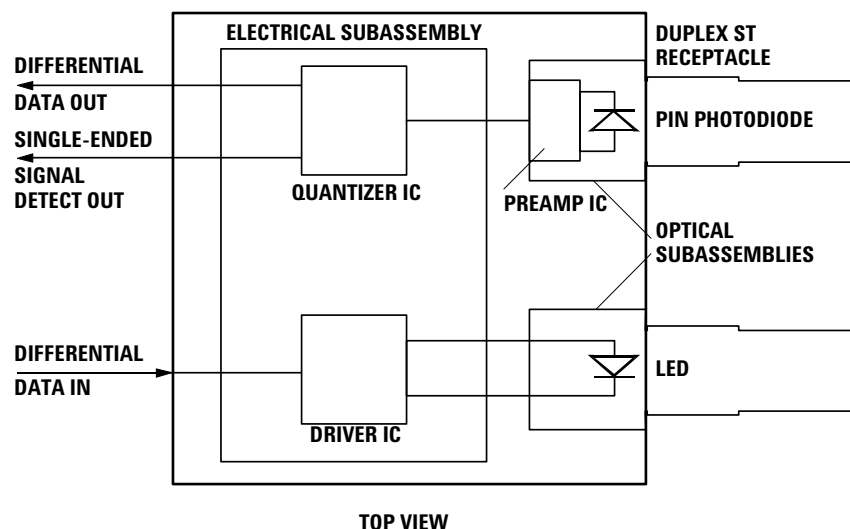 ELECTRICAL SUBASSEMBLY
DUPLEX ST
RECEPTACLE
DIFFERENTIAL
DATA OUT
SINGLE-ENDED
SIGNAL
DETECT OUT
QUANTIZER IC
PREAMP IC
PIN PHOTODIODE
OPTICAL
SUBASSEMBLIES
DIFFERENTIAL
DATA IN
DRIVER IC
LED
TOP VIEW